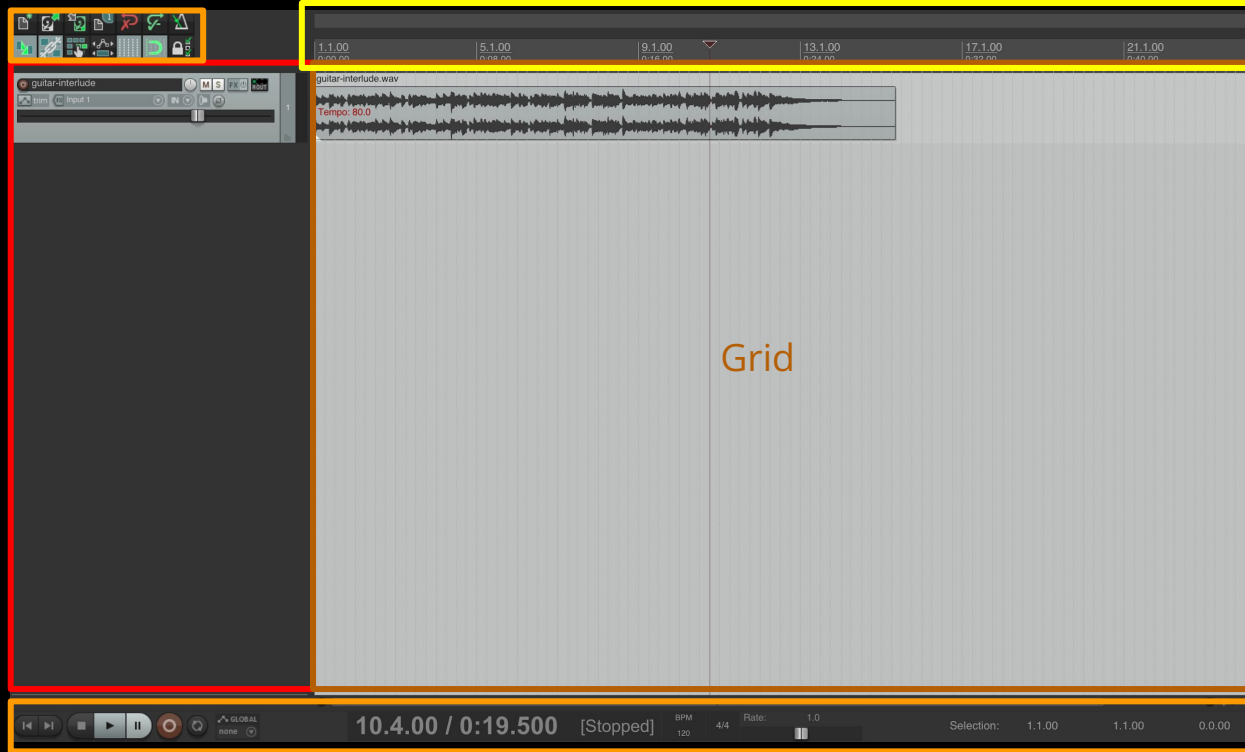 1.1.00 5.1.00 9.1.00 13.1.00 17.1.00 21.1.00
0:00.00 0:08.00 0:16.00 0:24.00 0:32.00 0:40.00
guitar-interlude M S FX ROUT
trim Input 1 IN
1
guitar-interlude.wav
Tempo: 80.0
Grid
GLOBAL
none
10.4.00 / 0:19.500 [Stopped]
BPM
120
4/4
Rate: 1.0
Selection: 1.1.00 1.1.00 0.0.00